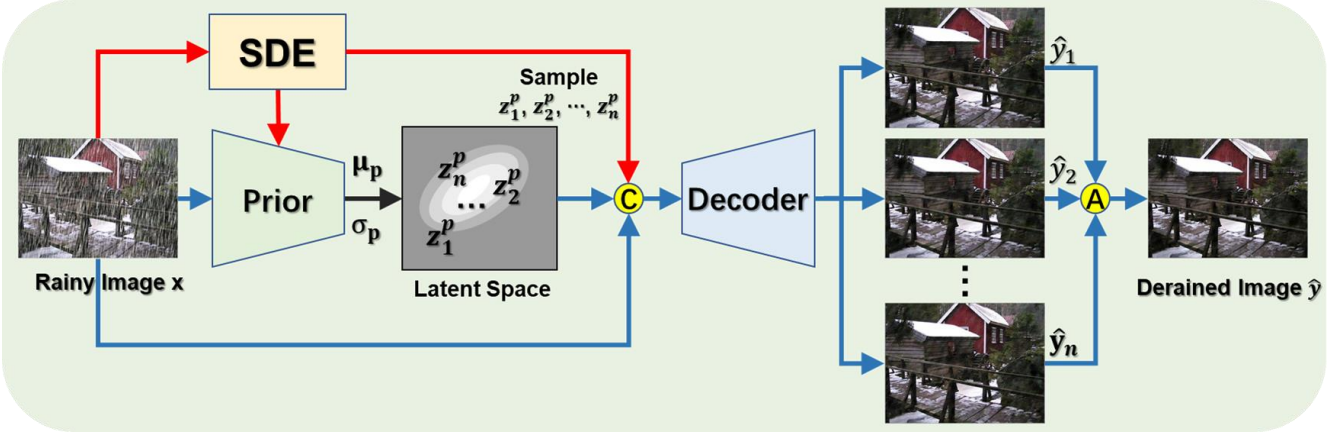 SDE
Sample
z₁ᵖ, z₂ᵖ, ⋯, zₙᵖ
Rainy Image x
Prior
μₚ
σₚ
zₙᵖ
z₂ᵖ
...
z₁ᵖ
Latent Space
C
Decoder
ŷ₁
ŷ₂
ŷₙ
A
Derained Image ŷ